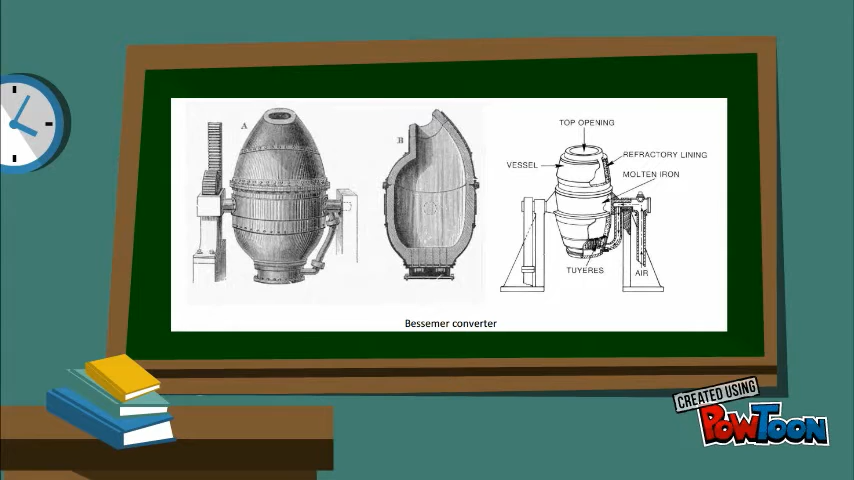 A
B
TOP OPENING
VESSEL
REFRACTORY LINING
MOLTEN IRON
TUYERES
AIR
Bessemer converter
CREATED USING
POWTOON